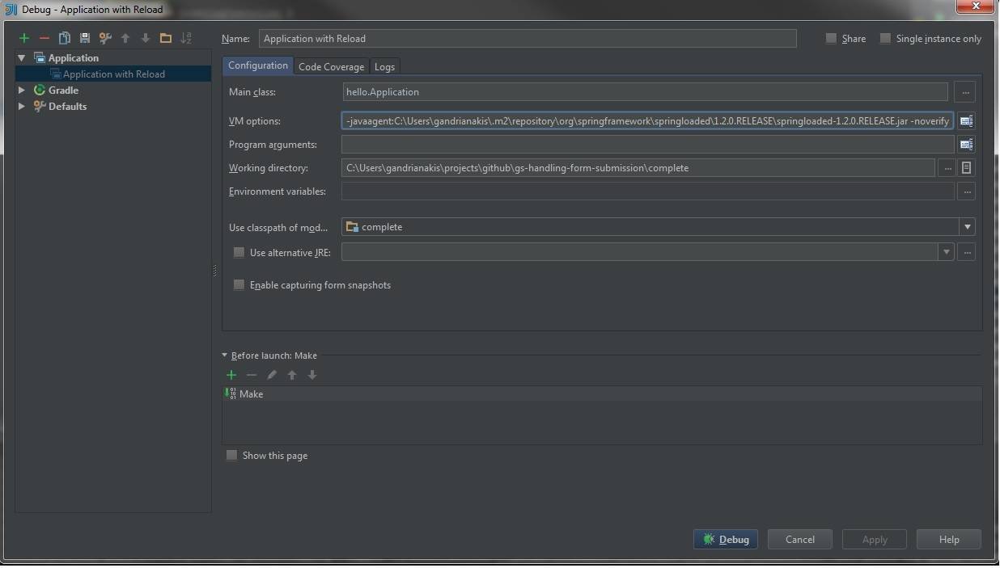 Debug - Application with Reload
Name: Application with Reload Share Single instance only
Application
Application with Reload
Gradle
Defaults
Configuration Code Coverage Logs
Main class: hello.Application ...
VM options: -javaagent:C:\Users\gandrianakis\.m2\repository\org\springframework\springloaded\1.2.0.RELEASE\springloaded-1.2.0.RELEASE.jar -noverify
Program arguments:
Working directory: C:\Users\gandrianakis\projects\github\gs-handling-form-submission\complete ...
Environment variables: ...
Use classpath of mod... complete
Use alternative JRE: ...
Enable capturing form snapshots
Before launch: Make
Make
Show this page
Debug Cancel Apply Help